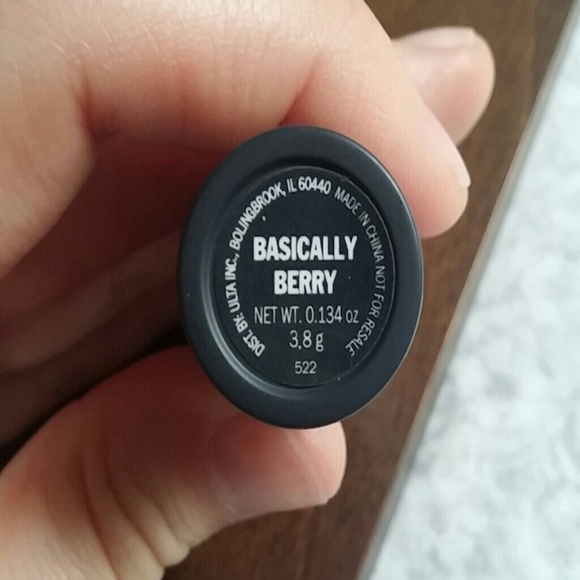 DIST. BY: ULTA INC., BOLINGBROOK, IL 60440 MADE IN CHINA NOT FOR RESALE
BASICALLY
BERRY
NET WT. 0.134 oz
3.8 g
522